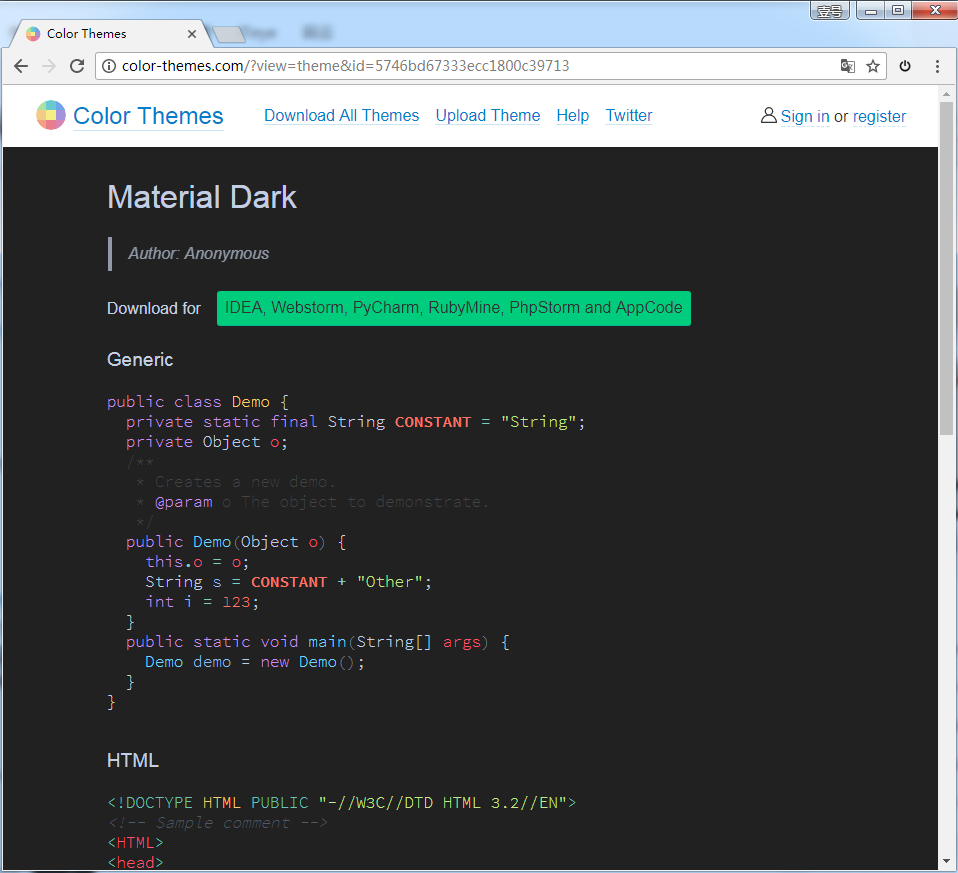 壹号
Color Themes
color-themes.com/?view=theme&id=5746bd67333ecc1800c39713
Color Themes Download All Themes Upload Theme Help Twitter Sign in or register
Material Dark
Author: Anonymous
Download for IDEA, Webstorm, PyCharm, RubyMine, PhpStorm and AppCode
Generic
public class Demo {
  private static final String CONSTANT = "String";
  private Object o;
  /**
   * Creates a new demo.
   * @param o The object to demonstrate.
   */
  public Demo(Object o) {
    this.o = o;
    String s = CONSTANT + "Other";
    int i = 123;
  }
  public static void main(String[] args) {
    Demo demo = new Demo();
  }
}
HTML
<!DOCTYPE HTML PUBLIC "-//W3C//DTD HTML 3.2//EN">
<!-- Sample comment -->
<HTML>
<head>